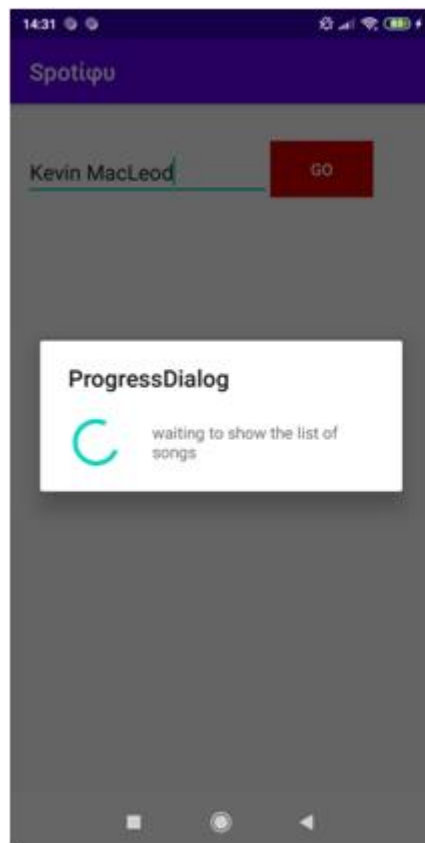 14:31
Spotiφu
Kevin MacLeod
GO
ProgressDialog
waiting to show the list of
songs